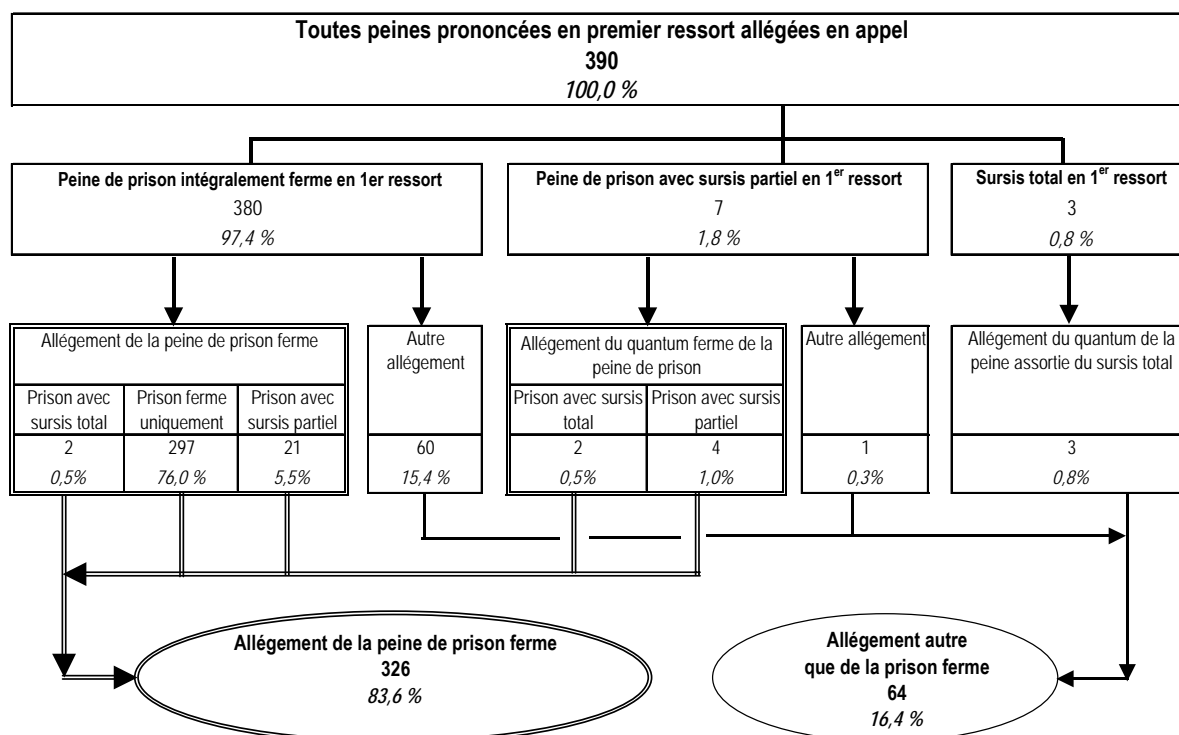 Toutes peines prononcées en premier ressort allégées en appel
390
100,0 %
Peine de prison intégralement ferme en 1er ressort
380
97,4 %
Peine de prison avec sursis partiel en 1er ressort
7
1,8 %
Sursis total en 1er ressort
3
0,8 %
Allégement de la peine de prison ferme
Prison avec
sursis total
2
0,5%
Prison ferme
uniquement
297
76,0 %
Prison avec
sursis partiel
21
5,5%
Autre
allégement
60
15,4 %
Allégement du quantum ferme de la
peine de prison
Prison avec sursis
total
2
0,5%
Prison avec sursis
partiel
4
1,0%
Autre allégement
1
0,3%
Allégement du quantum de la
peine assortie du sursis total
3
0,8%
Allégement de la peine de prison ferme
326
83,6 %
Allégement autre
que de la prison ferme
64
16,4 %